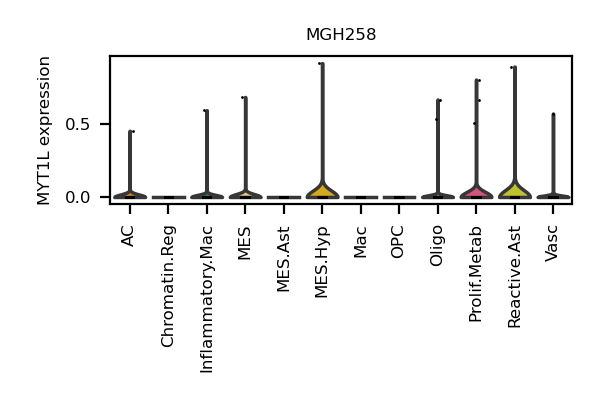 MGH258
MYT1L expression
0.5
0.0
AC
Chromatin.Reg
Inflammatory.Mac
MES
MES.Ast
MES.Hyp
Mac
OPC
Oligo
Prolif.Metab
Reactive.Ast
Vasc